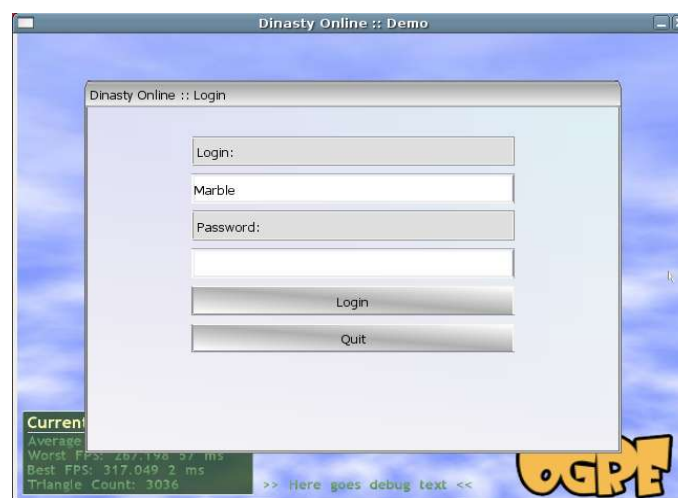 Dinasty Online :: Demo
Dinasty Online :: Login
Login:
Marble
Password:
Login
Quit
Current
Average
Worst FPS: 267.198 57 ms
Best FPS: 317.049 2 ms
Triangle Count: 3036
>> Here goes debug text <<
OGRE